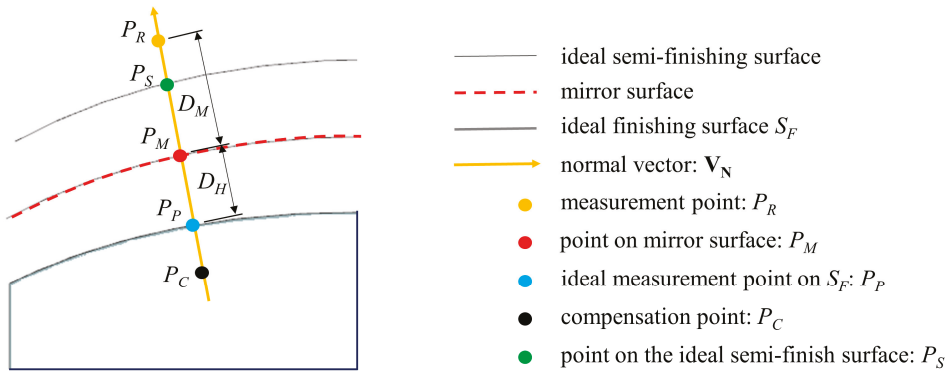 P_R
P_S
D_M
P_M
D_H
P_P
P_C
ideal semi-finishing surface
mirror surface
ideal finishing surface S_F
normal vector: V_N
measurement point: P_R
point on mirror surface: P_M
ideal measurement point on S_F: P_P
compensation point: P_C
point on the ideal semi-finish surface: P_S